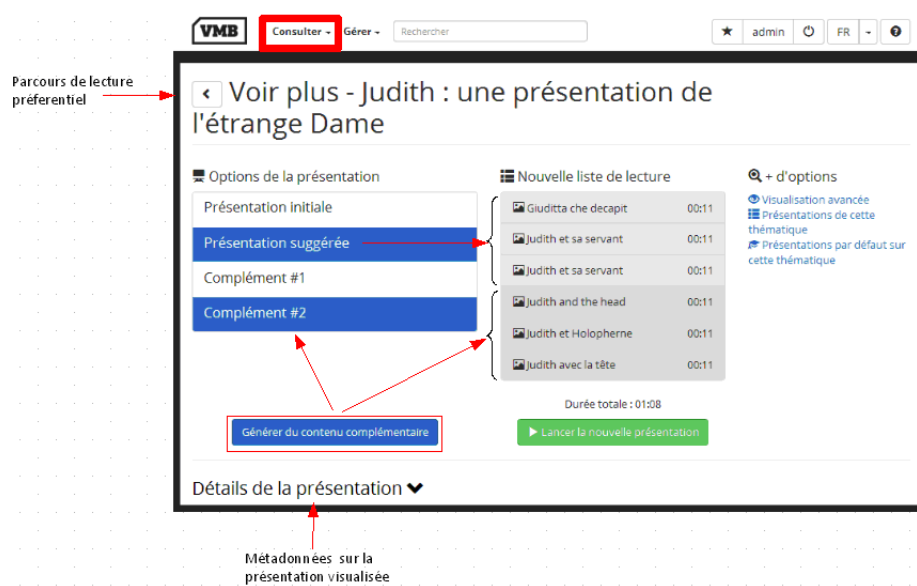 VMB Consulter Gérer Rechercher admin FR
Parcours de lecture
préferentiel
Voir plus - Judith : une présentation de
l'étrange Dame
Options de la présentation
Présentation initiale
Présentation suggérée
Complément #1
Complément #2
Générer du contenu complémentaire
Nouvelle liste de lecture
Giuditta che decapit 00:11
Judith et sa servant 00:11
Judith et sa servant 00:11
Judith and the head 00:11
Judith et Holopherne 00:11
Judith avec la tête 00:11
Durée totale : 01:08
Lancer la nouvelle présentation
+ d'options
Visualisation avancée
Présentations de cette
thématique
Présentations par défaut sur
cette thématique
Détails de la présentation
Métadonnées sur la
présentation visualisée